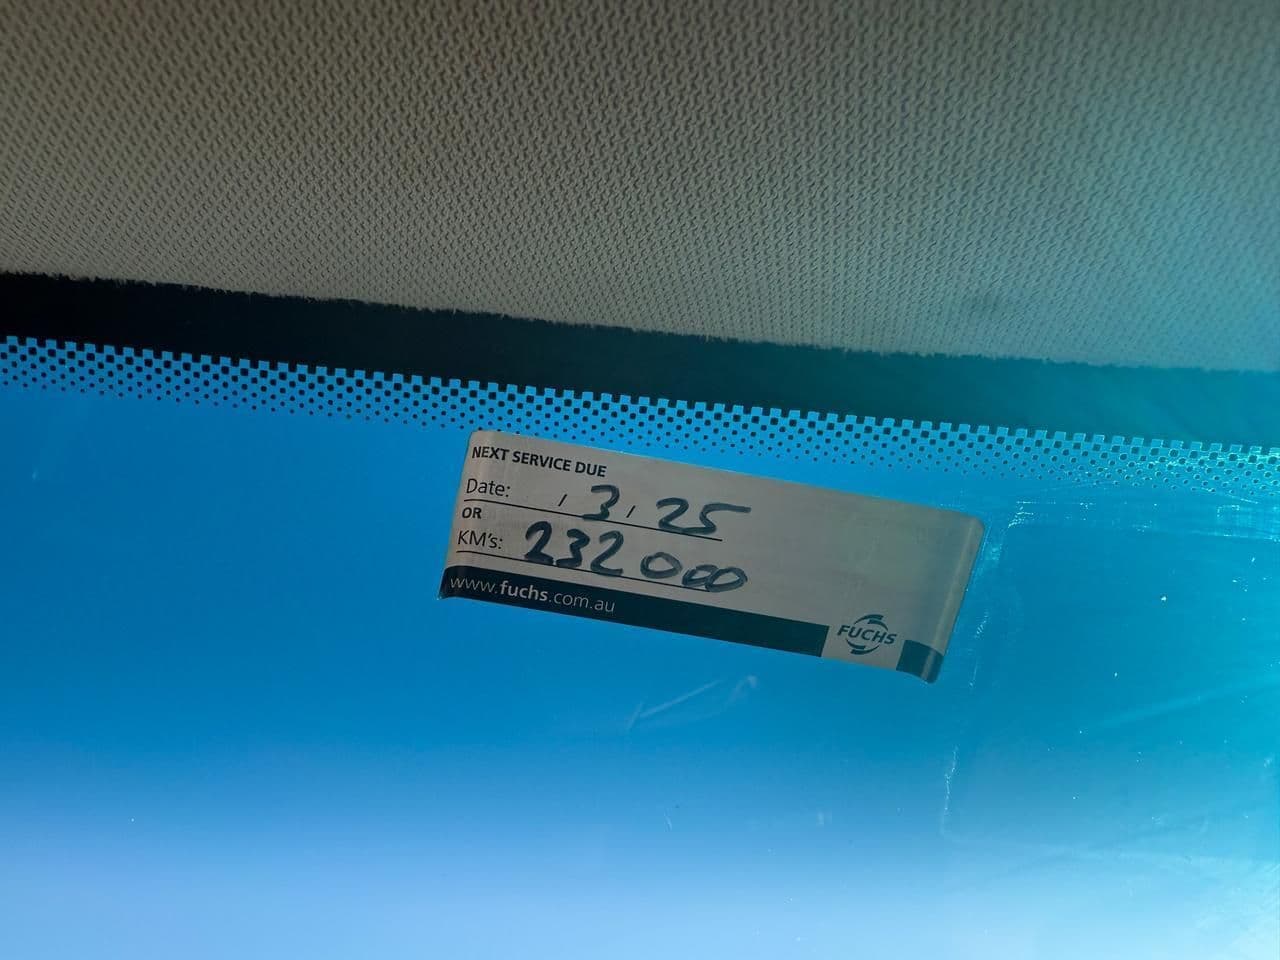 NEXT SERVICE DUE
Date: / 3 / 25
OR
KM's: 232000
www.fuchs.com.au
FUCHS